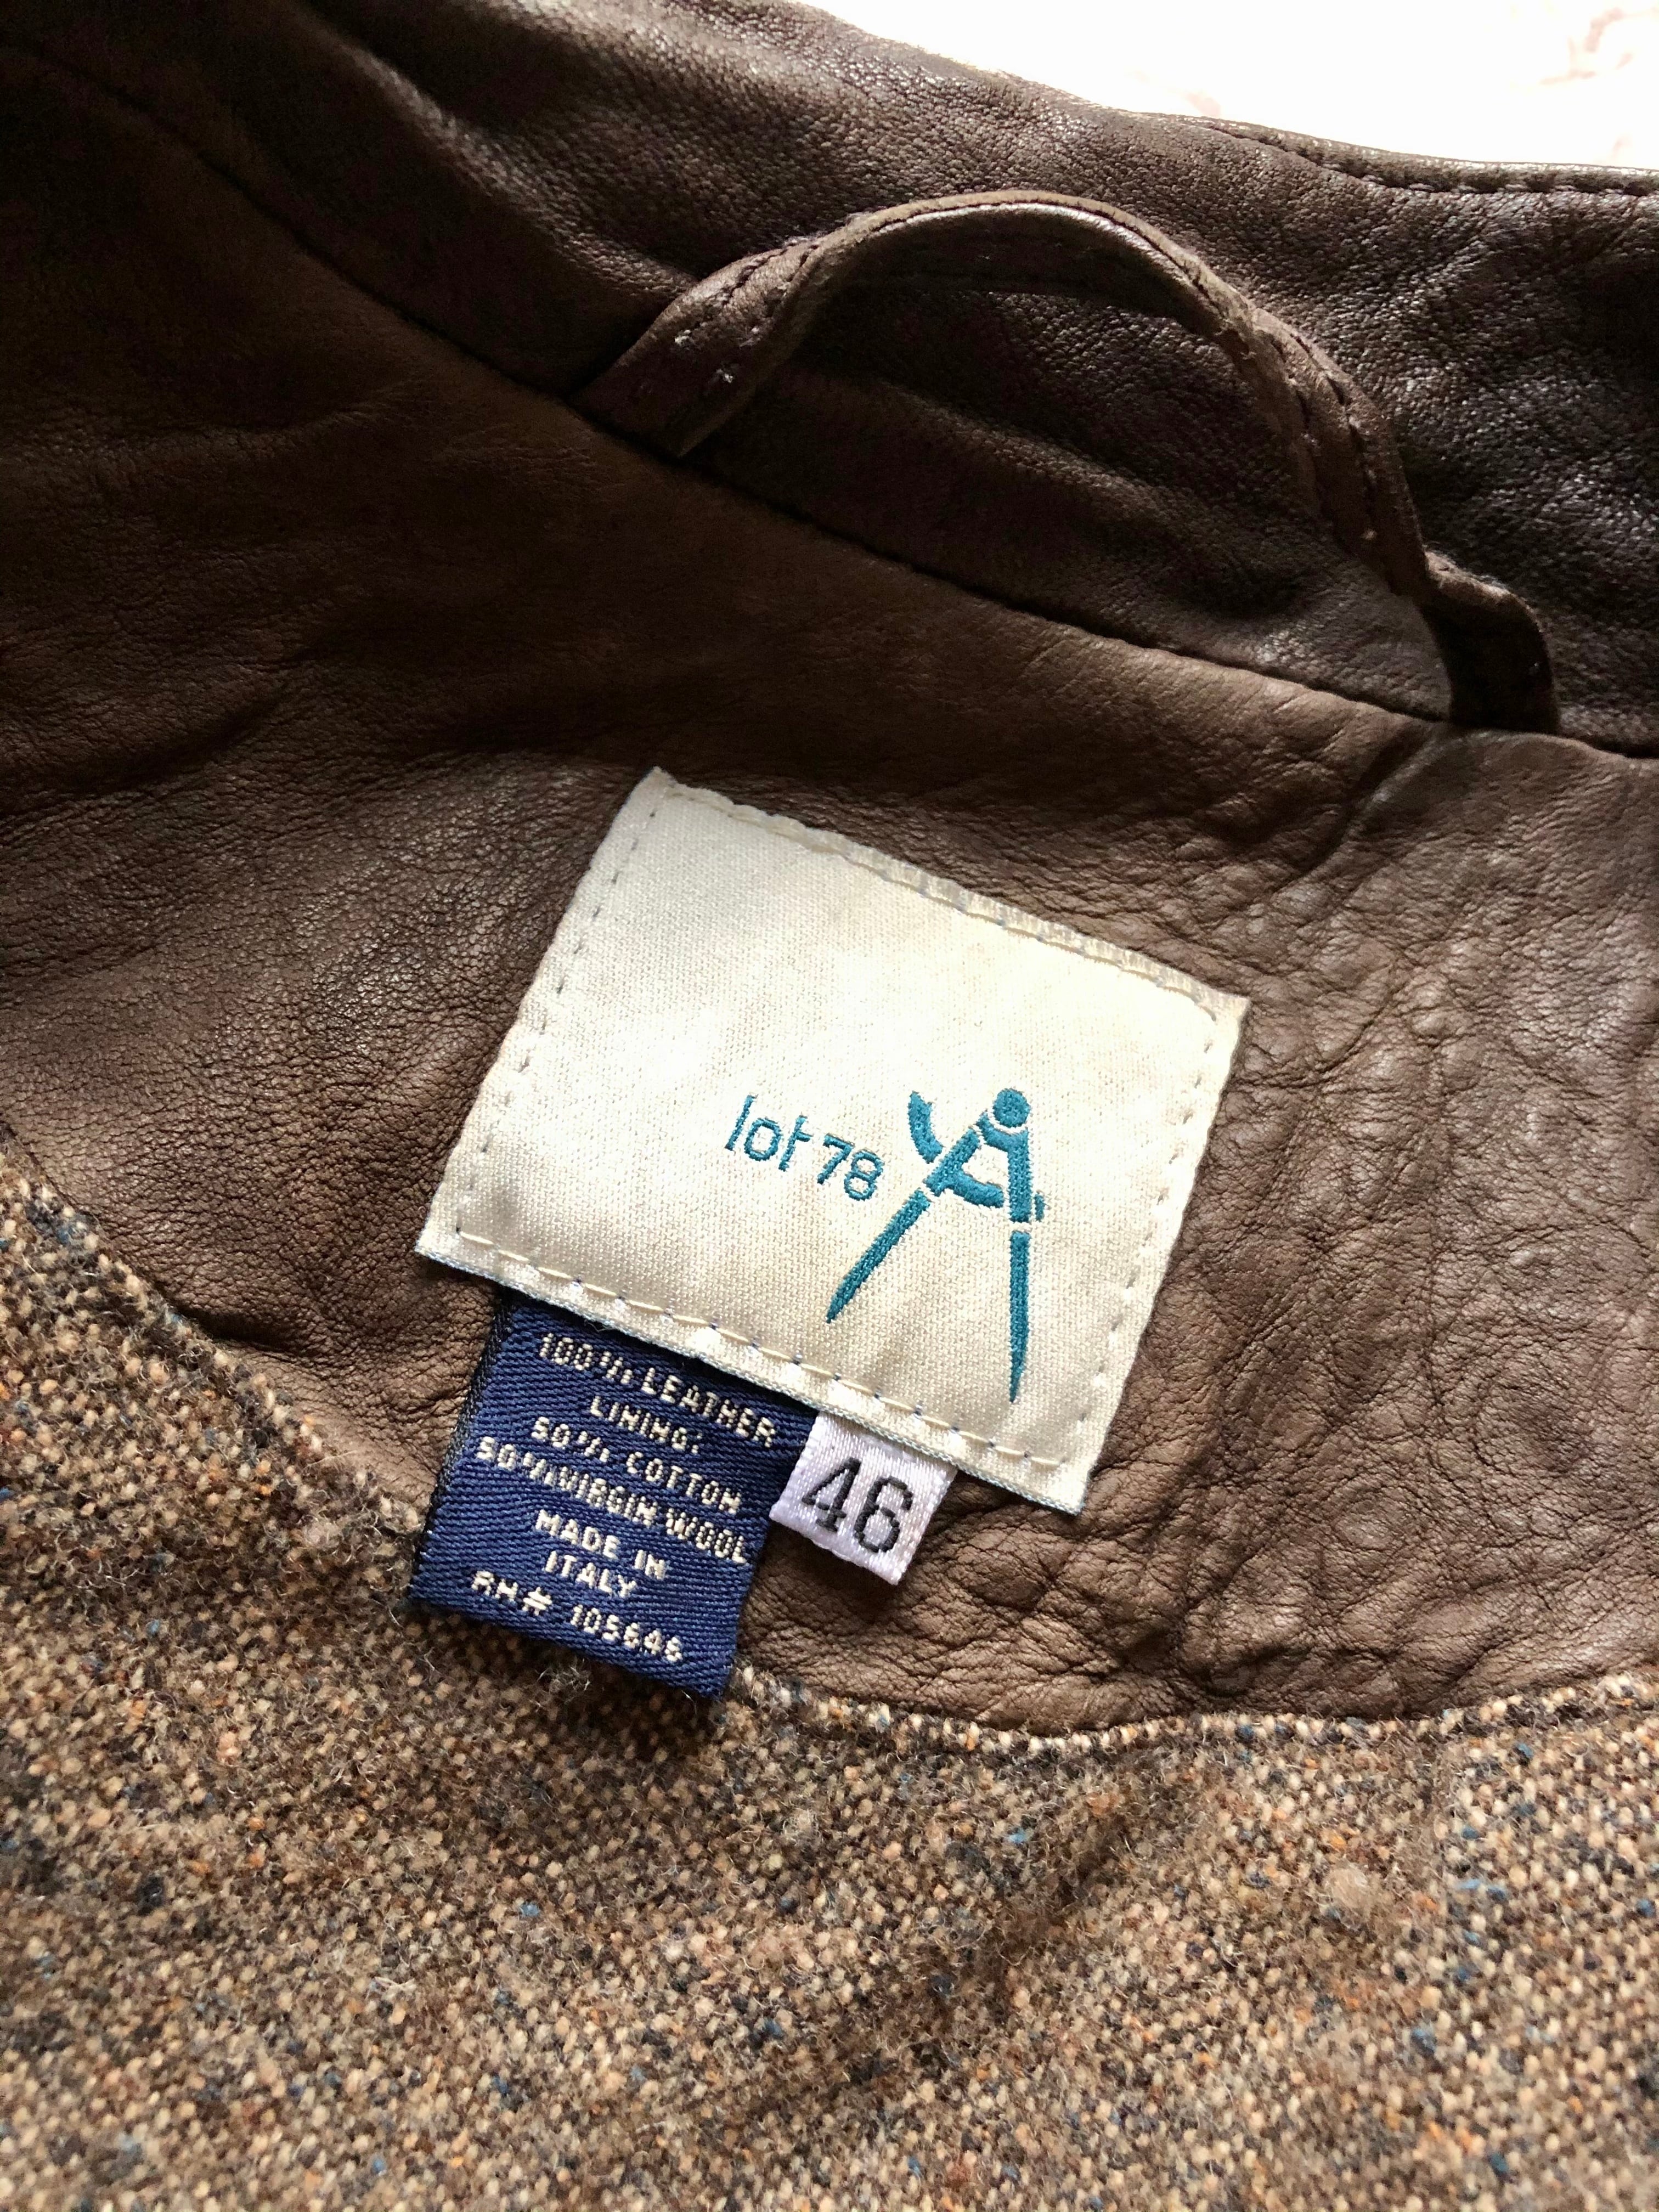 lot 78
100% LEATHER
LINING:
50% COTTON
50% VIRGIN WOOL
MADE IN
ITALY
RN# 105646
46